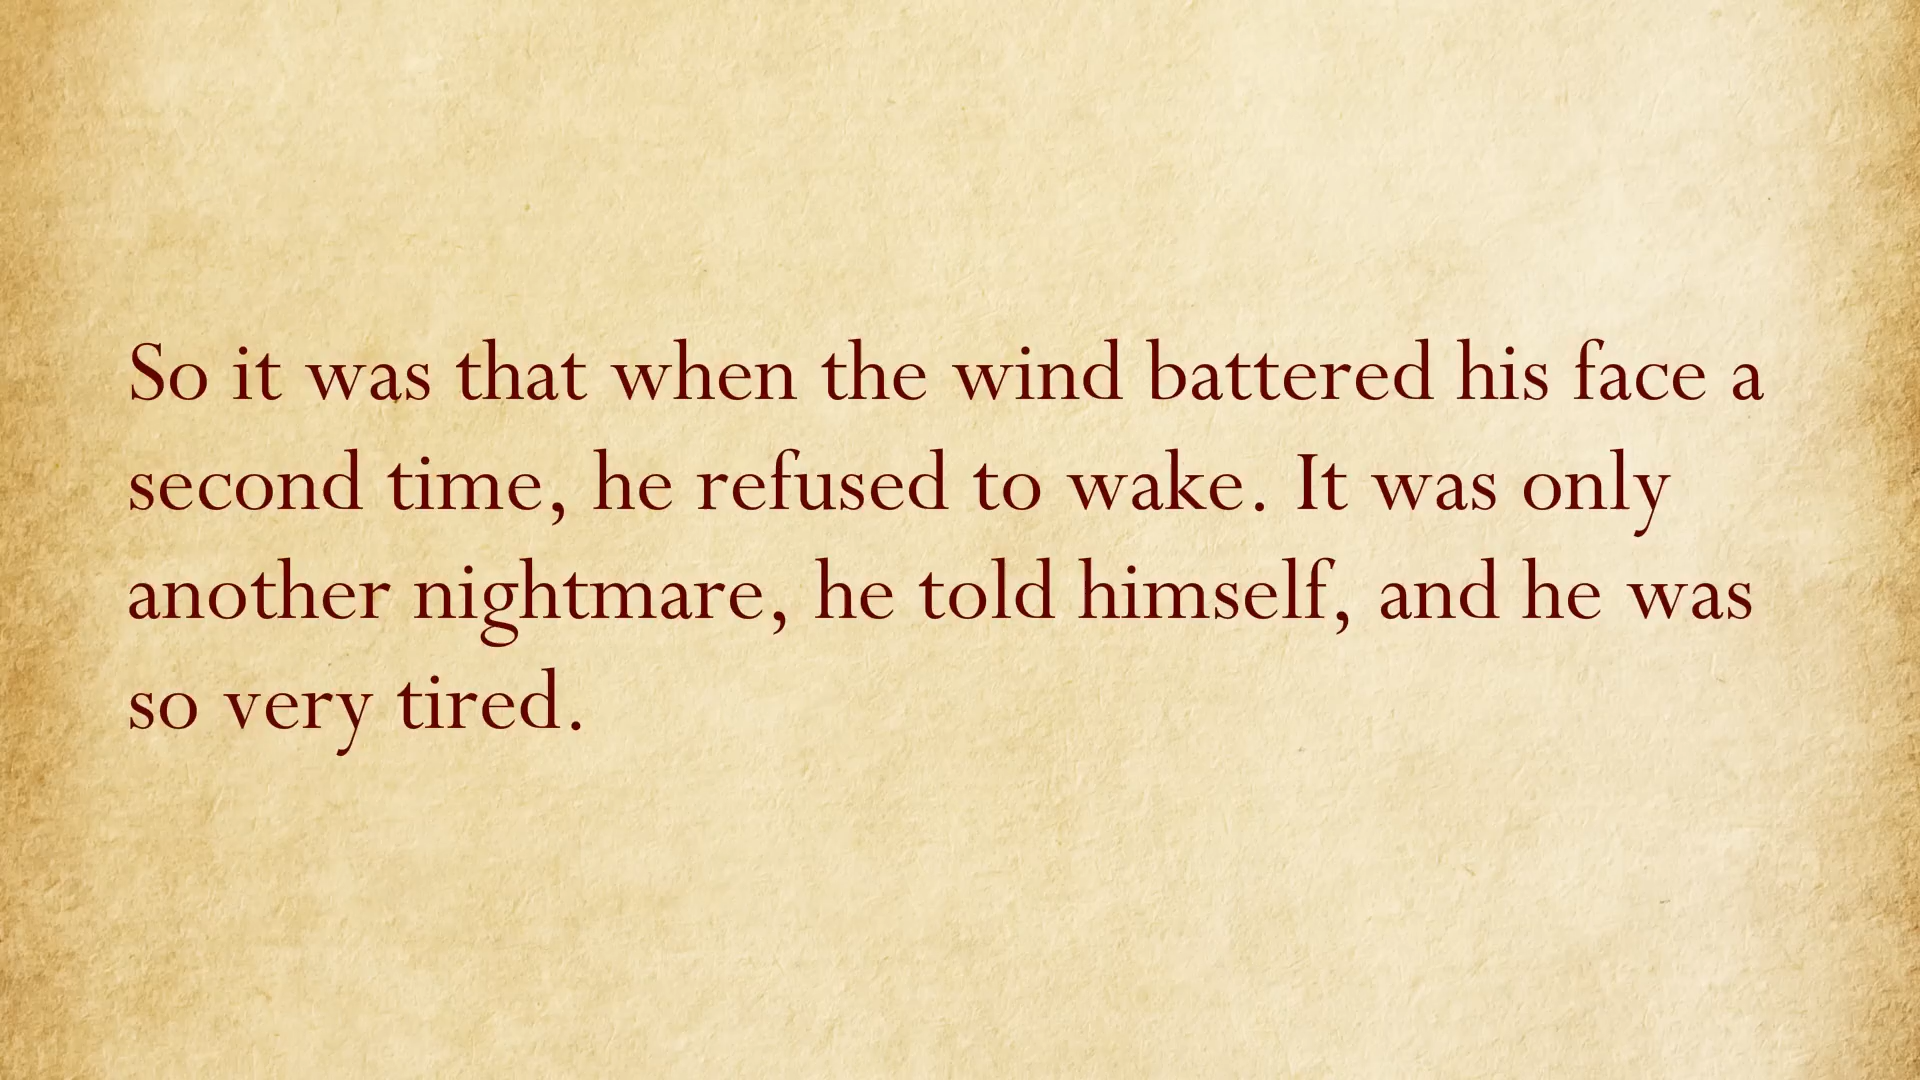 So it was that when the wind battered his face a
second time, he refused to wake. It was only
another nightmare, he told himself, and he was
so very tired.